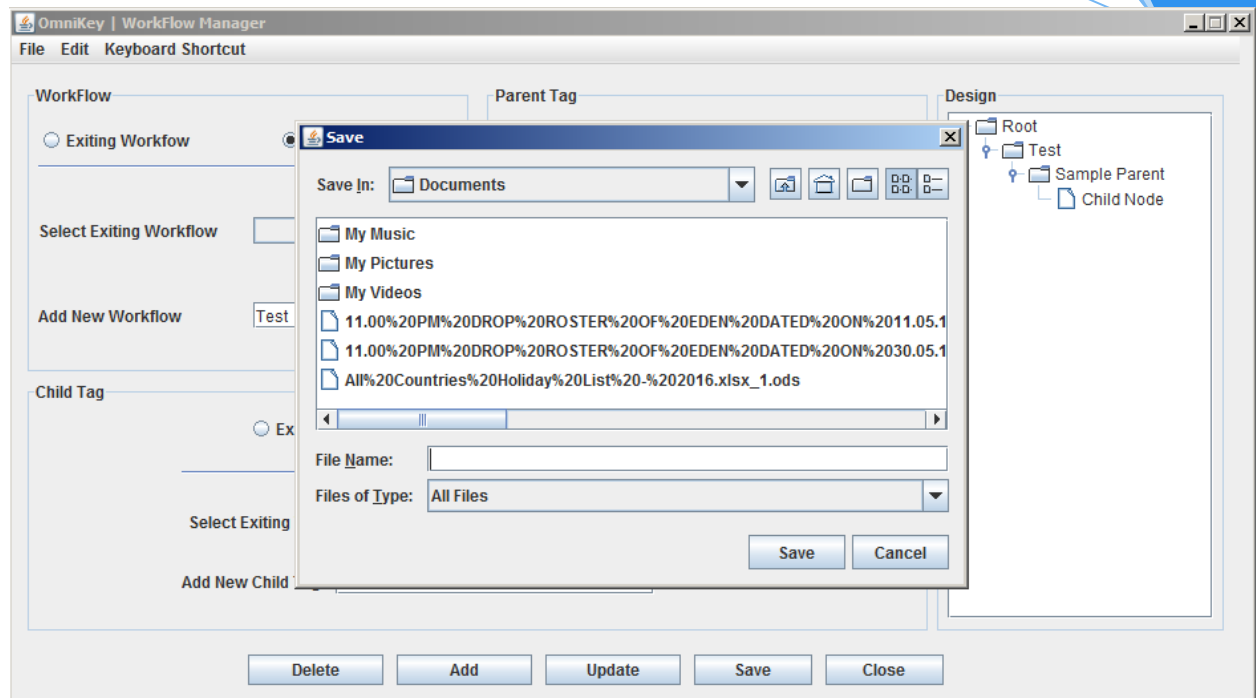 OmniKey | WorkFlow Manager
File Edit Keyboard Shortcut
WorkFlow
Exiting Workfow
Select Exiting Workflow
Add New Workflow
Test
Parent Tag
Design
Root
Test
Sample Parent
Child Node
Save
Save In:
Documents
My Music
My Pictures
My Videos
11.00%20PM%20DROP%20ROSTER%20OF%20EDEN%20DATED%20ON%2011.05.1
11.00%20PM%20DROP%20ROSTER%20OF%20EDEN%20DATED%20ON%2030.05.1
All%20Countries%20Holiday%20List%20-%202016.xlsx_1.ods
File Name:
Files of Type:
All Files
Save
Cancel
Child Tag
Ex
Select Exiting
Add New Child
Delete
Add
Update
Save
Close